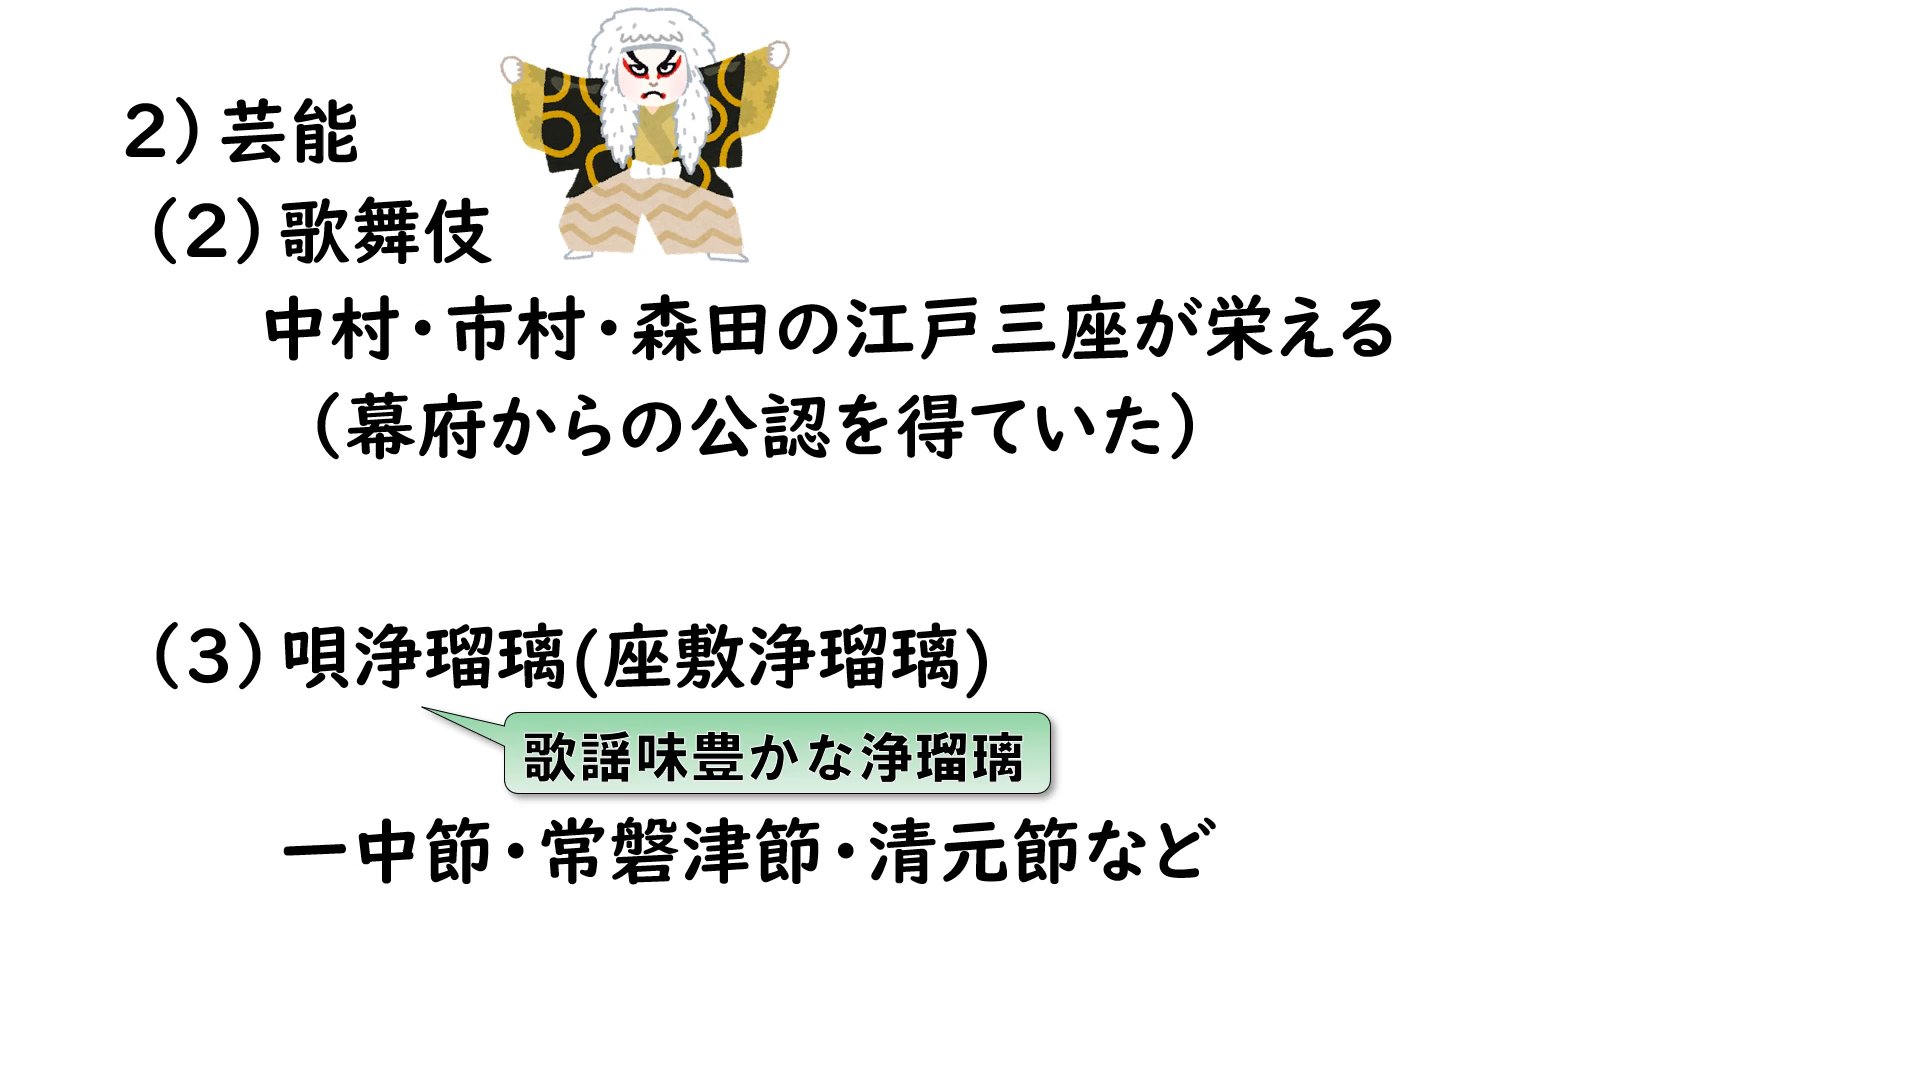 ２）芸能
（２）歌舞伎
中村・市村・森田の江戸三座が栄える
（幕府からの公認を得ていた）
（３）唄浄瑠璃(座敷浄瑠璃)
歌謡味豊かな浄瑠璃
一中節・常磐津節・清元節など